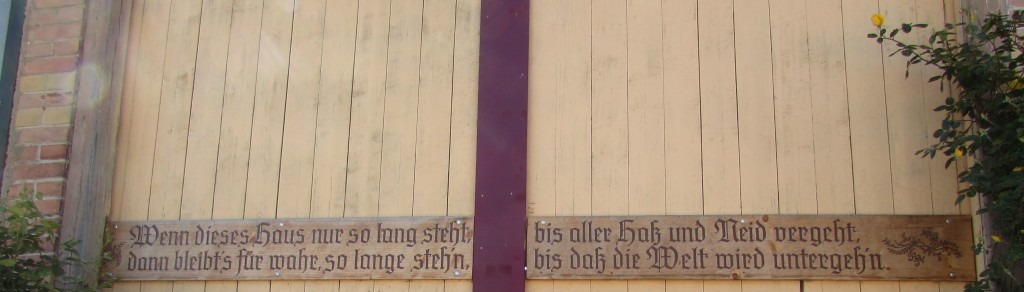 Wenn dieses Haus nur so lang steht, bis aller Haß und Neid vergeht,
dann bleibt's für wahr, so lange steh'n, bis daß die Welt wird untergeh'n.